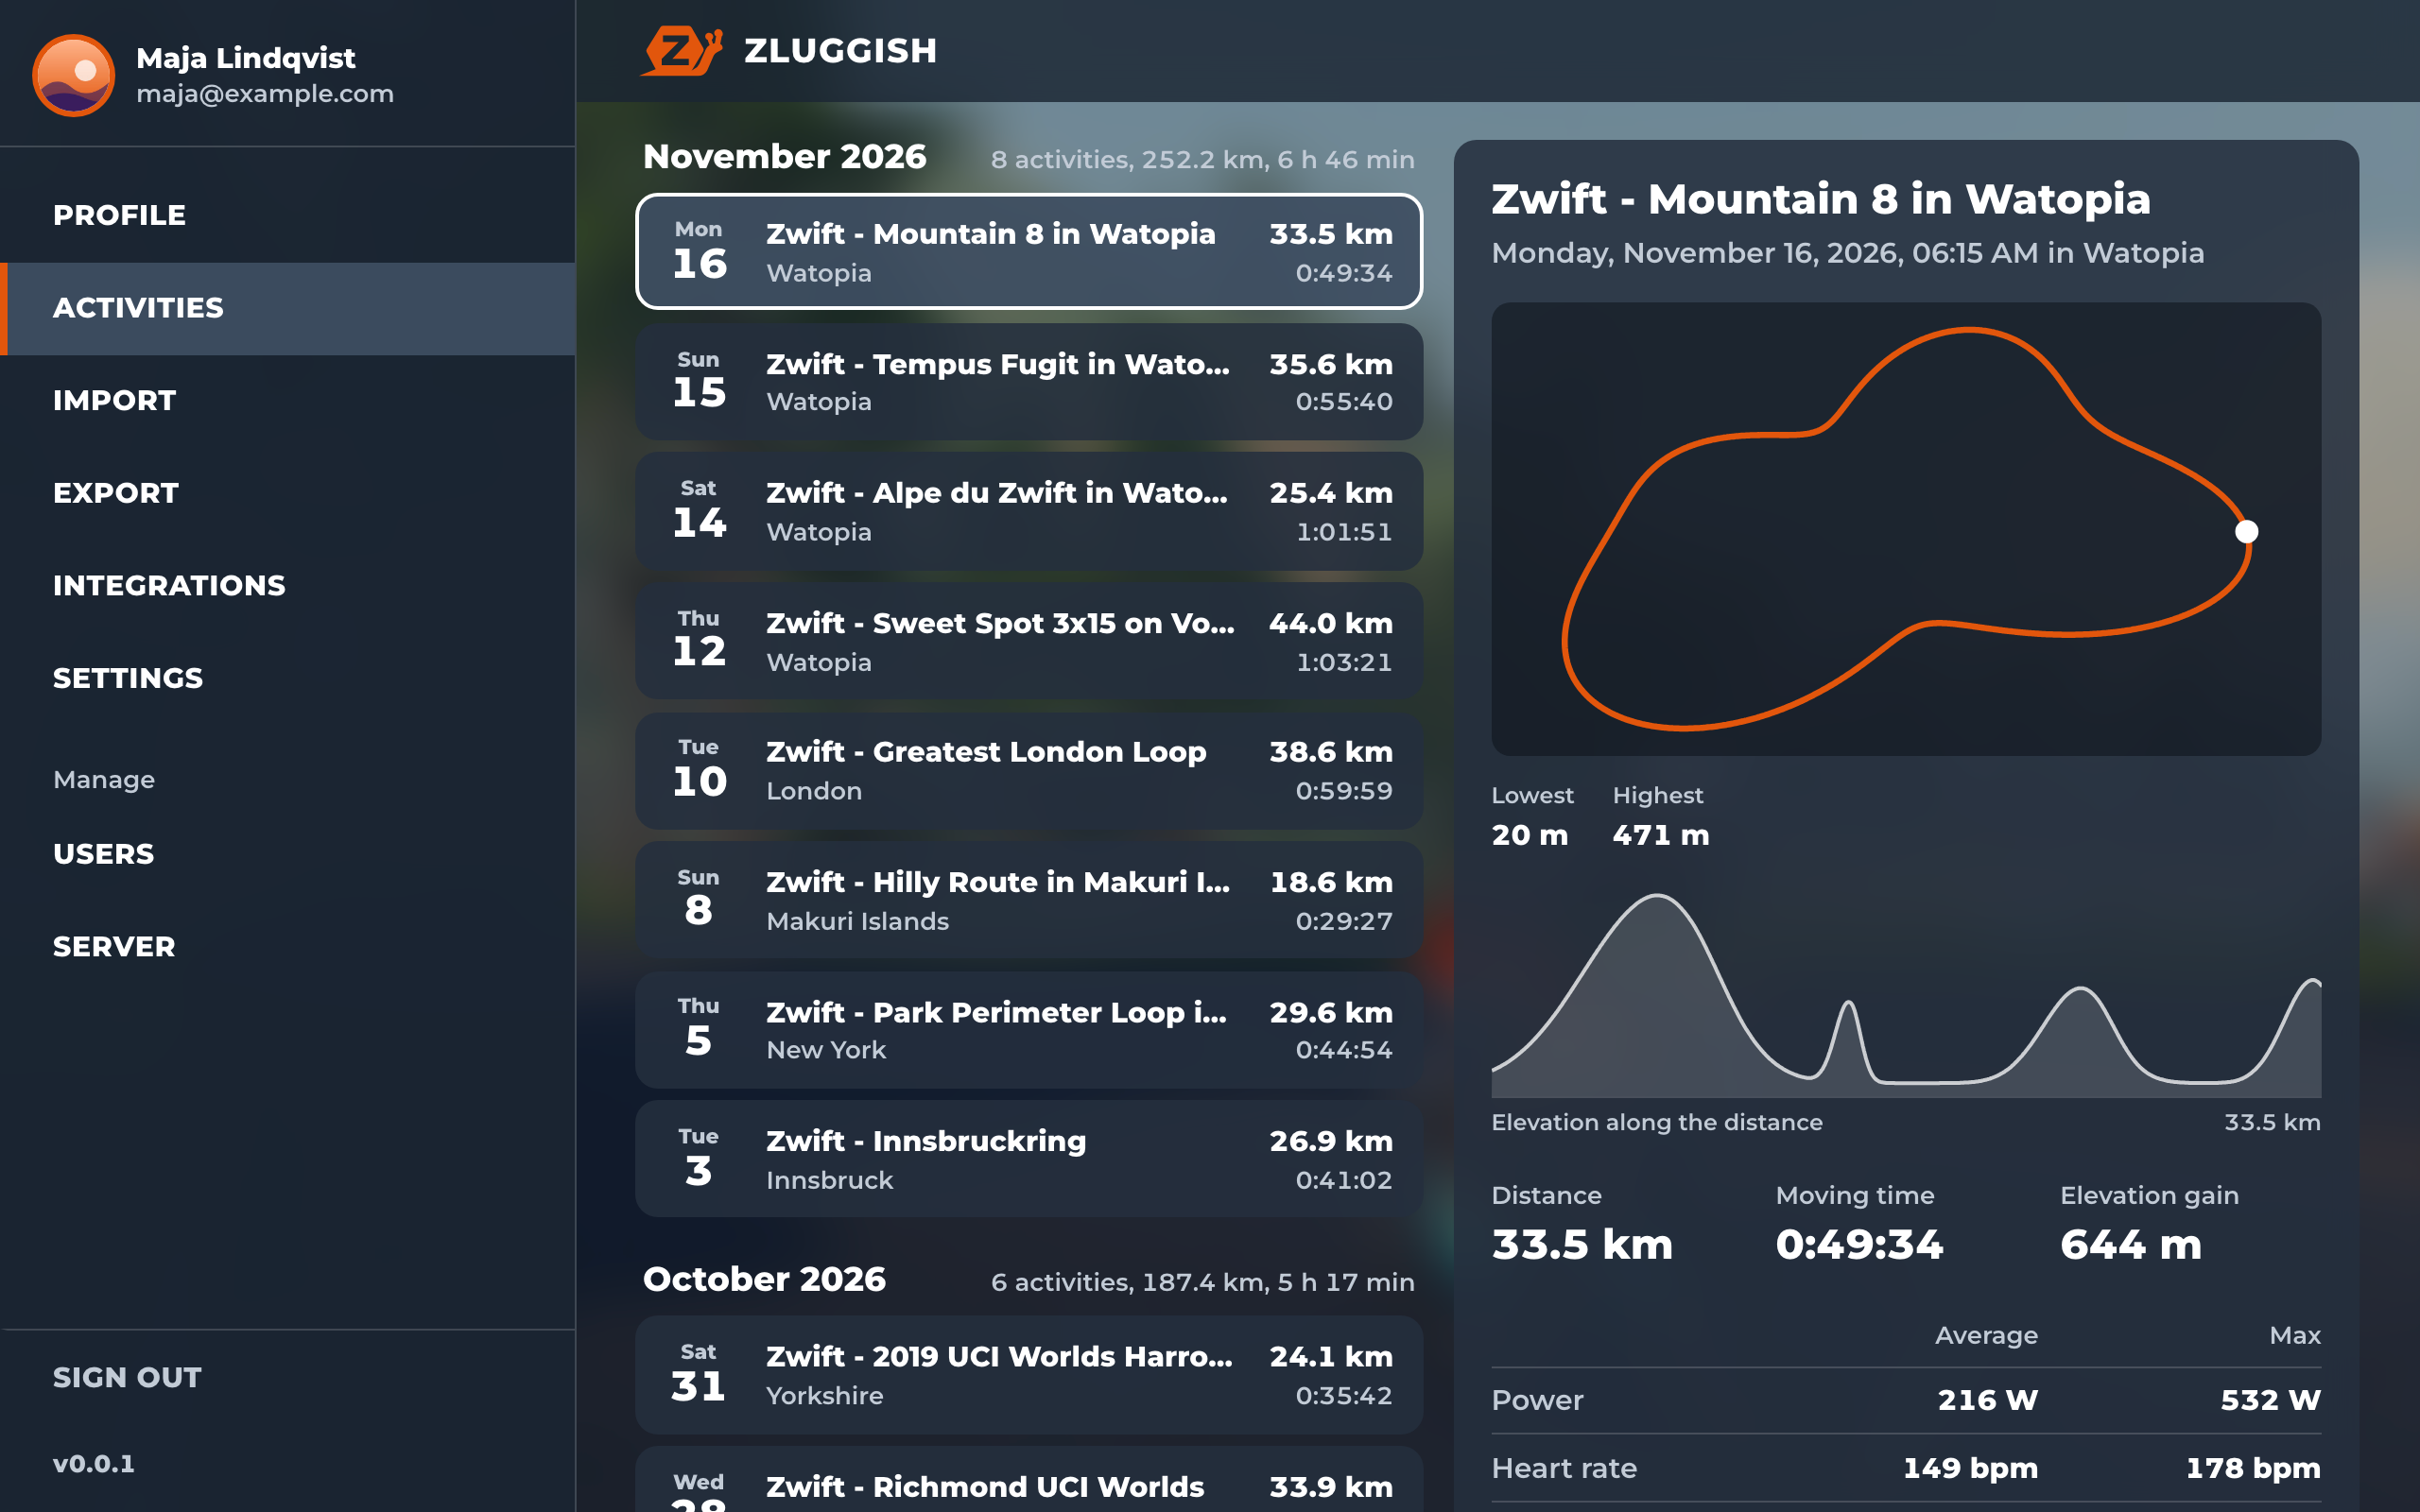 Maja Lindqvist
maja@example.com
PROFILE
ACTIVITIES
IMPORT
EXPORT
INTEGRATIONS
SETTINGS
Manage
USERS
SERVER
SIGN OUT
v0.0.1
Z ZLUGGISH
November 2026 8 activities, 252.2 km, 6 h 46 min
Mon
16
Zwift - Mountain 8 in Watopia 33.5 km
Watopia 0:49:34
Sun
15
Zwift - Tempus Fugit in Wato... 35.6 km
Watopia 0:55:40
Sat
14
Zwift - Alpe du Zwift in Wato... 25.4 km
Watopia 1:01:51
Thu
12
Zwift - Sweet Spot 3x15 on Vo... 44.0 km
Watopia 1:03:21
Tue
10
Zwift - Greatest London Loop 38.6 km
London 0:59:59
Sun
8
Zwift - Hilly Route in Makuri I... 18.6 km
Makuri Islands 0:29:27
Thu
5
Zwift - Park Perimeter Loop i... 29.6 km
New York 0:44:54
Tue
3
Zwift - Innsbruckring 26.9 km
Innsbruck 0:41:02
October 2026 6 activities, 187.4 km, 5 h 17 min
Sat
31
Zwift - 2019 UCI Worlds Harro... 24.1 km
Yorkshire 0:35:42
Wed
28
Zwift - Richmond UCI Worlds 33.9 km
Zwift - Mountain 8 in Watopia
Monday, November 16, 2026, 06:15 AM in Watopia
Lowest Highest
20 m 471 m
Elevation along the distance 33.5 km
Distance Moving time Elevation gain
33.5 km 0:49:34 644 m
Average Max
Power 216 W 532 W
Heart rate 149 bpm 178 bpm